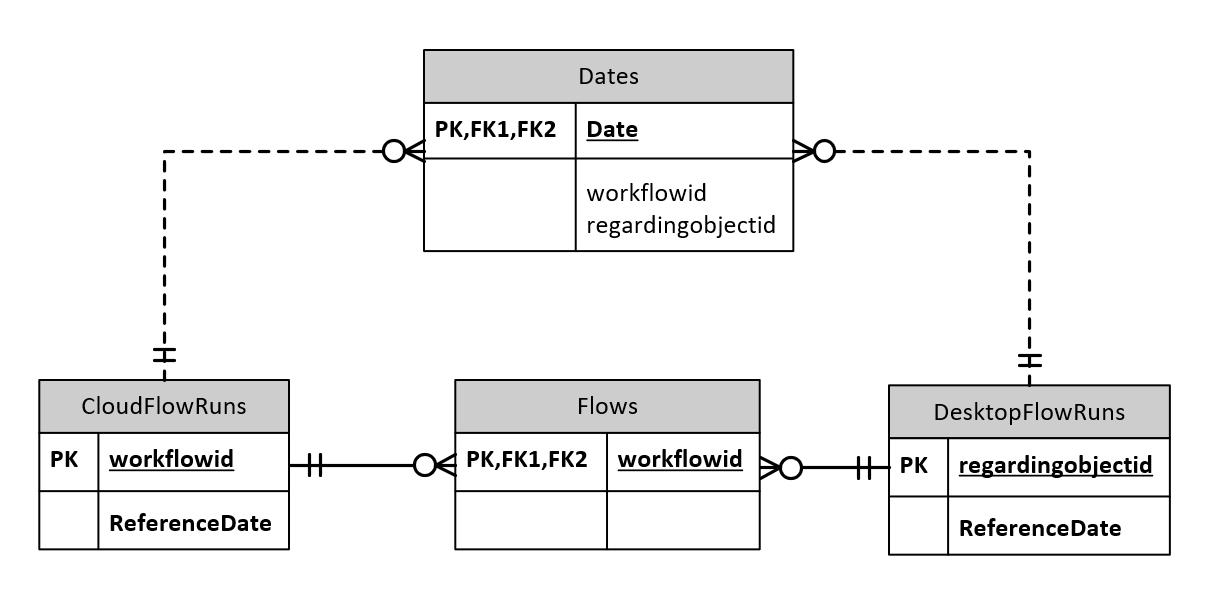 Dates
PK,FK1,FK2 Date
workflowid
regardingobjectid
CloudFlowRuns
PK workflowid
ReferenceDate
Flows
PK,FK1,FK2 workflowid
DesktopFlowRuns
PK regardingobjectid
ReferenceDate